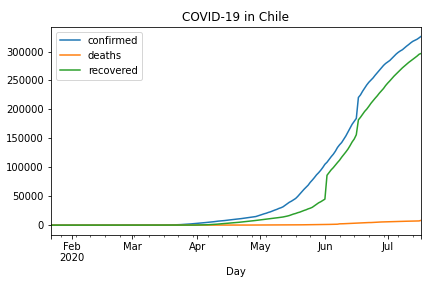 COVID-19 in Chile
confirmed
deaths
recovered
300000
250000
200000
150000
100000
50000
0
Feb Mar Apr May Jun Jul
2020
Day